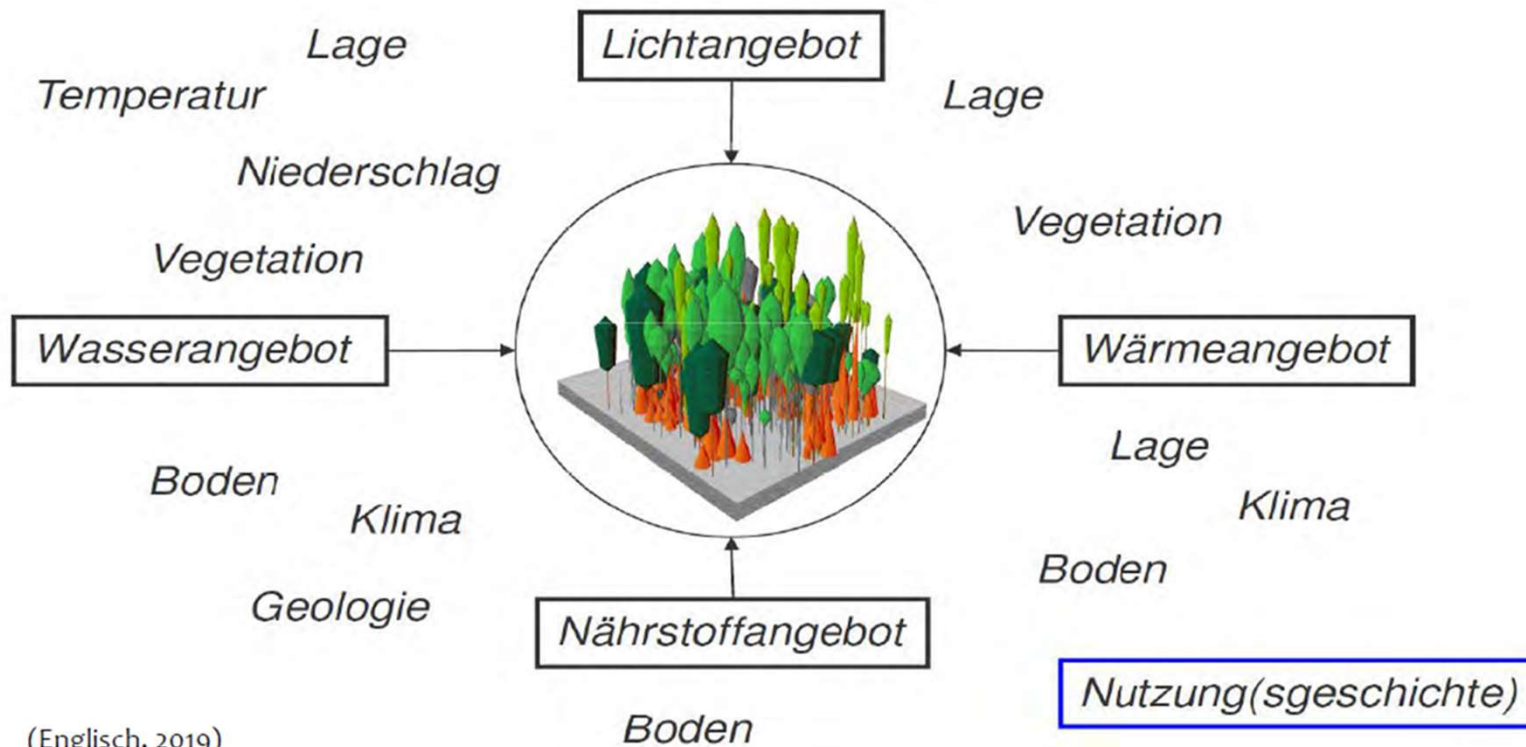 Lage
Lichtangebot
Temperatur
Lage
Niederschlag
Vegetation
Vegetation
Wasserangebot
Wärmeangebot
Lage
Boden
Klima
Klima
Boden
Geologie
Nährstoffangebot
Nutzung(sgeschichte)
Boden
(Englisch, 2019)